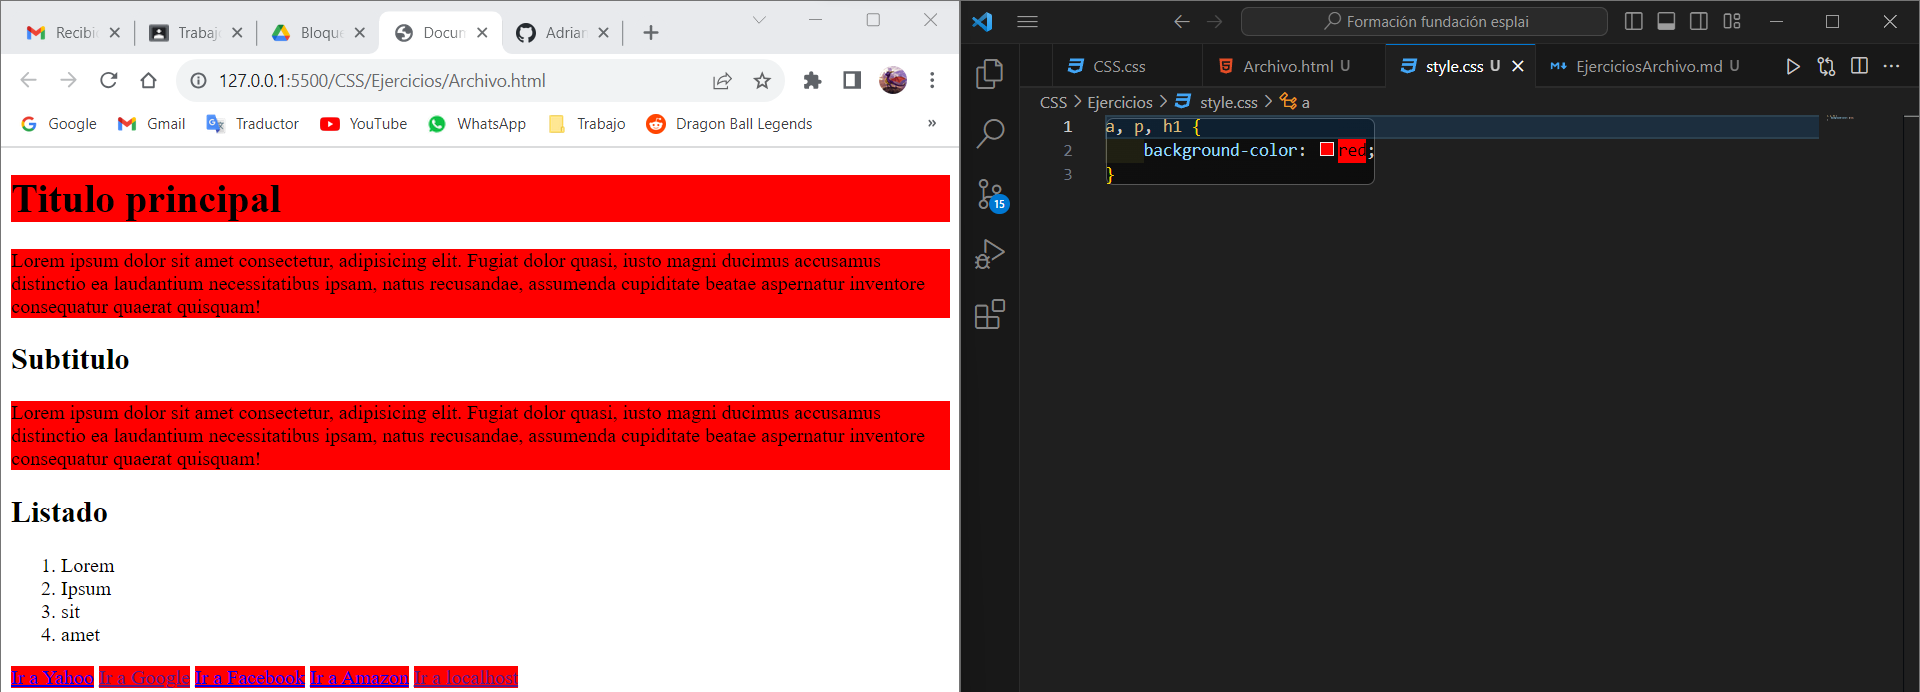 Recibi
Trabaj
Bloque
Docun
Adrian
127.0.0.1:5500/CSS/Ejercicios/Archivo.html
Google Gmail Traductor YouTube WhatsApp Trabajo Dragon Ball Legends »
Titulo principal
Lorem ipsum dolor sit amet consectetur, adipisicing elit. Fugiat dolor quasi, iusto magni ducimus accusamus
distinctio ea laudantium necessitatibus ipsam, natus recusandae, assumenda cupiditate beatae aspernatur inventore
consequatur quaerat quisquam!
Subtitulo
Lorem ipsum dolor sit amet consectetur, adipisicing elit. Fugiat dolor quasi, iusto magni ducimus accusamus
distinctio ea laudantium necessitatibus ipsam, natus recusandae, assumenda cupiditate beatae aspernatur inventore
consequatur quaerat quisquam!
Listado
1. Lorem
2. Ipsum
3. sit
4. amet
Ir a Yahoo Ir a Google Ir a Facebook Ir a Amazon Ir a localhost
Formación fundación esplai
CSS.css
Archivo.html U
style.css U
EjerciciosArchivo.md U
CSS > Ejercicios > style.css > a
15
1 a, p, h1 {
2 background-color: red;
3 }